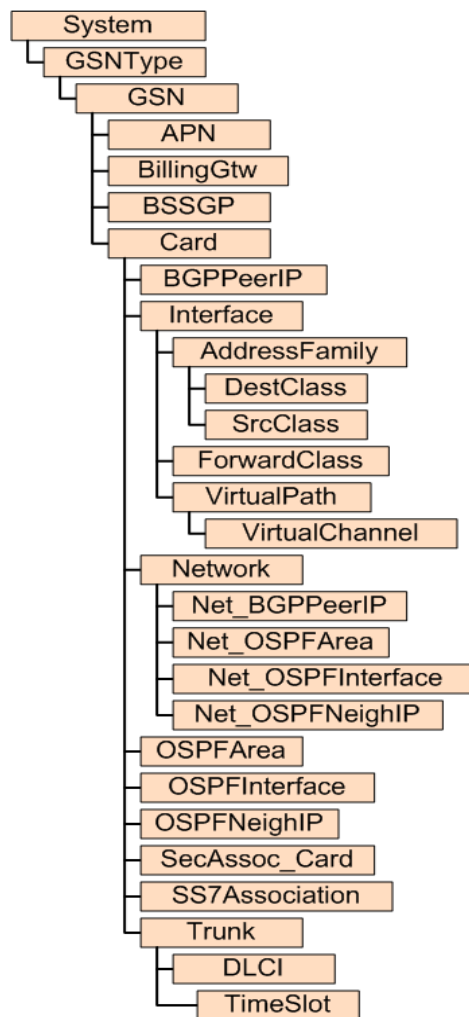 System
GSNType
GSN
APN
BillingGtw
BSSGP
Card
BGPPeerIP
Interface
AddressFamily
DestClass
SrcClass
ForwardClass
VirtualPath
VirtualChannel
Network
Net_BGPPeerIP
Net_OSPFArea
Net_OSPFInterface
Net_OSPFNeighIP
OSPFArea
OSPFInterface
OSPFNeighIP
SecAssoc_Card
SS7Association
Trunk
DLCI
TimeSlot